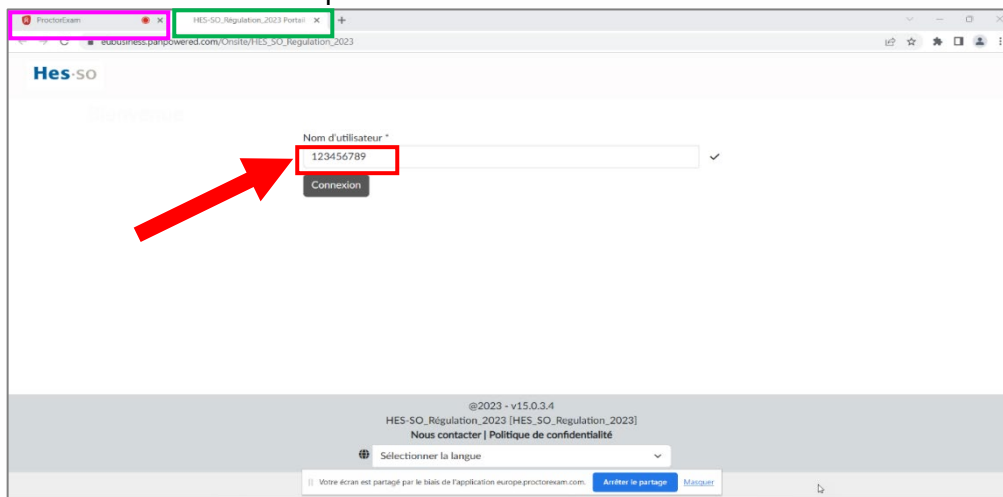 ProctorExam
HES-SO_Régulation_2023 Portail
eubusiness.panpowered.com/Onsite/HES_SO_Regulation_2023
Hes·so
Nom d'utilisateur *
123456789
Connexion
@2023 - v15.0.3.4
HES-SO_Régulation_2023 [HES_SO_Regulation_2023]
Nous contacter | Politique de confidentialité
Sélectionner la langue
Votre écran est partagé par le biais de l'application europe.proctorexam.com. Arrêter le partage Masquer